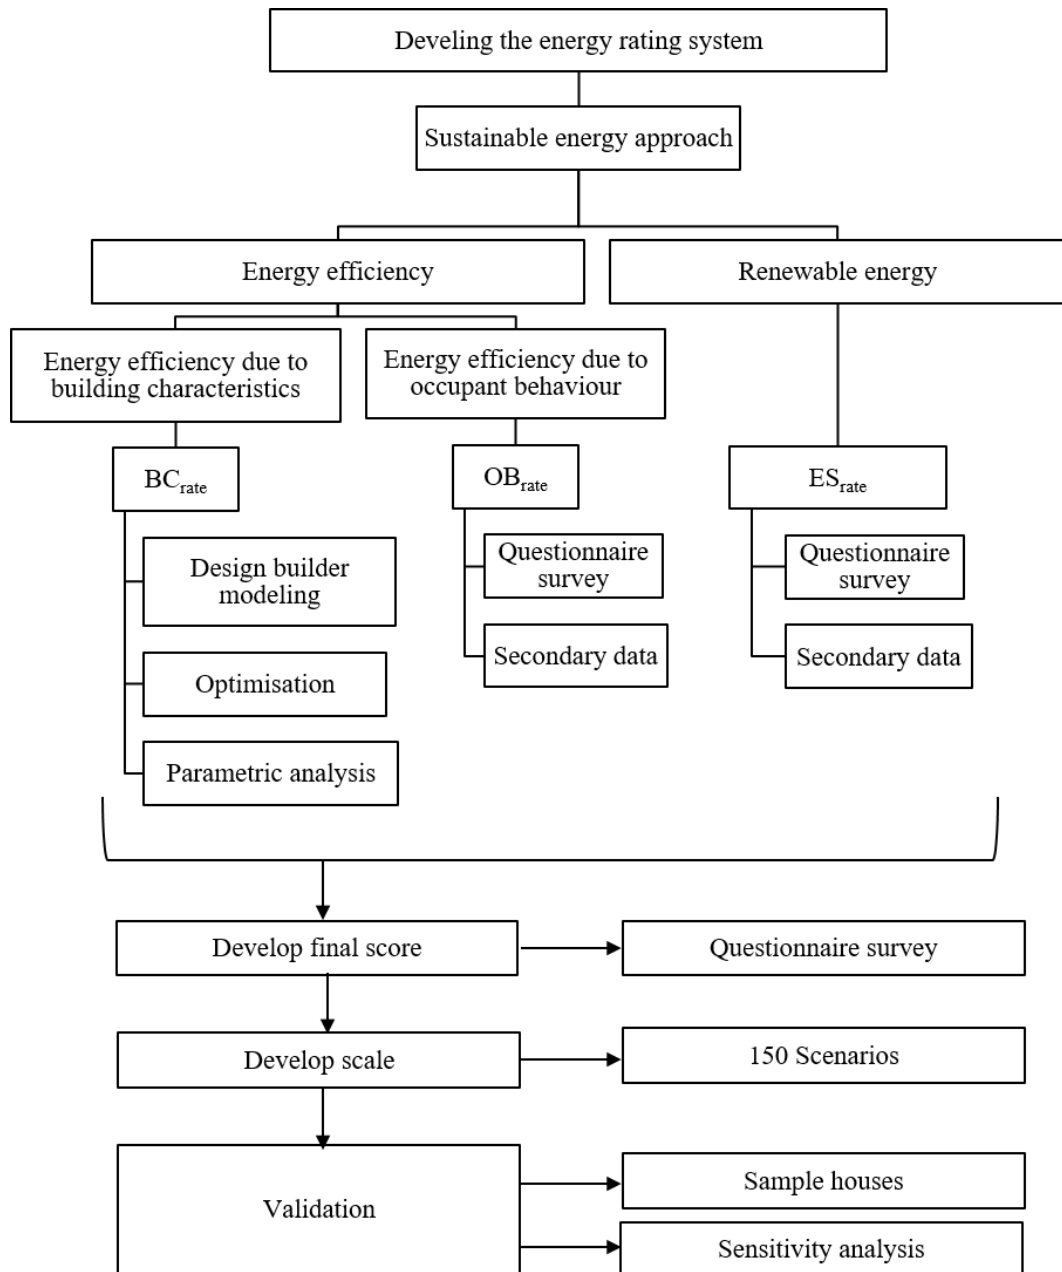 Develing the energy rating system
Sustainable energy approach
Energy efficiency
Renewable energy
Energy efficiency due to
building characteristics
Energy efficiency due to
occupant behaviour
BCrate
OBrate
ESrate
Design builder
modeling
Optimisation
Parametric analysis
Questionnaire
survey
Secondary data
Questionnaire
survey
Secondary data
Develop final score
Questionnaire survey
Develop scale
150 Scenarios
Validation
Sample houses
Sensitivity analysis